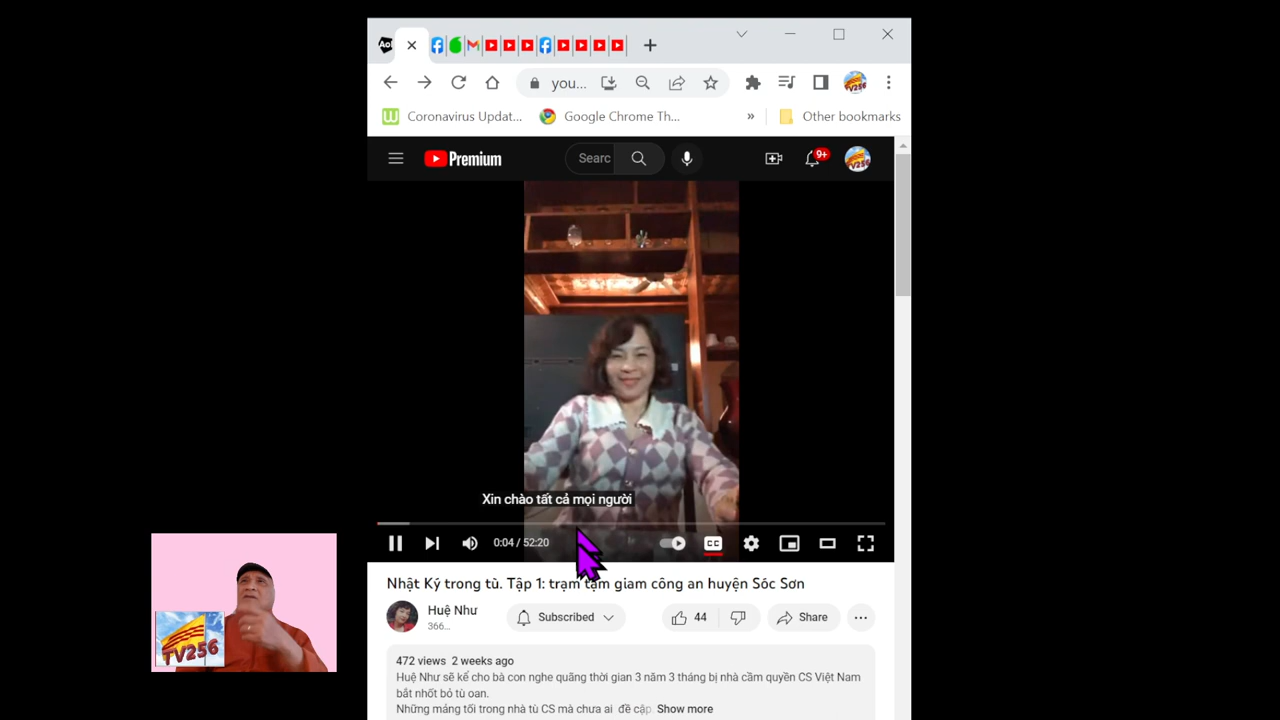 Aol
you...
Coronavirus Updat...
Google Chrome Th...
»
Other bookmarks
Premium
Searc
9+
TV256
Xin chào tất cả mọi người
0:04 / 52:20
CC
Nhật Ký trong tù. Tập 1: trạm tạm giam công an huyện Sóc Sơn
Huệ Như
366...
Subscribed
44
Share
472 views 2 weeks ago
Huệ Như sẽ kể cho bà con nghe quãng thời gian 3 năm 3 tháng bị nhà cầm quyền CS Việt Nam
bắt nhốt bỏ tù oan.
Những mảng tối trong nhà tù CS mà chưa ai đề cập. Show more
TV256